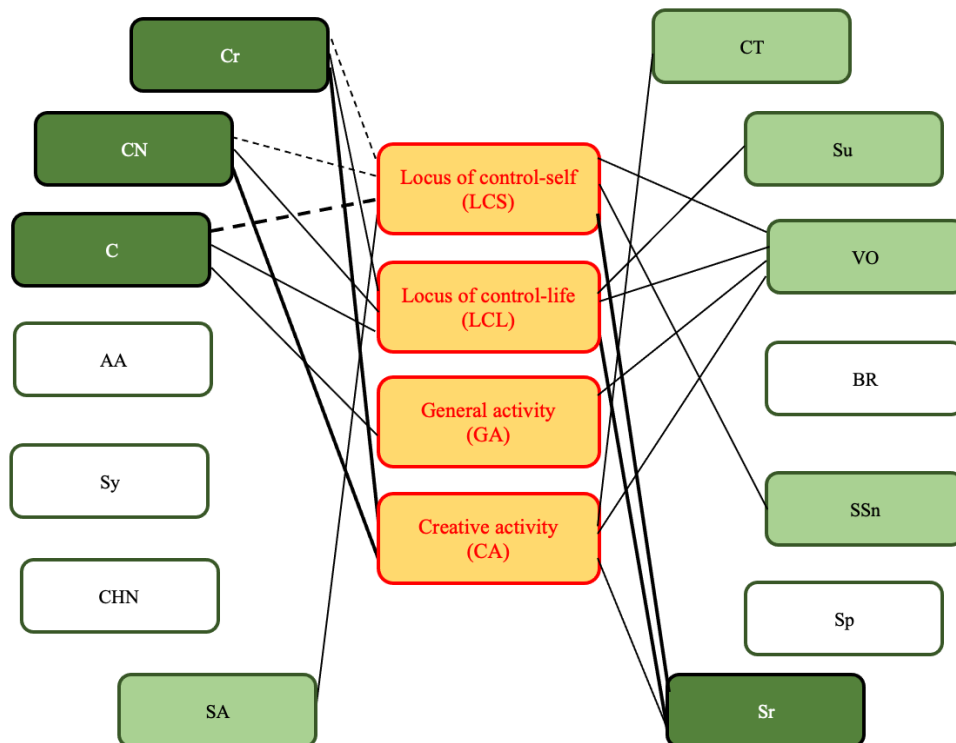 Cr
CT
CN
Su
Locus of control-self
(LCS)
C
VO
Locus of control-life
(LCL)
AA
BR
General activity
(GA)
Sy
SSn
Creative activity
(CA)
CHN
Sp
SA
Sr